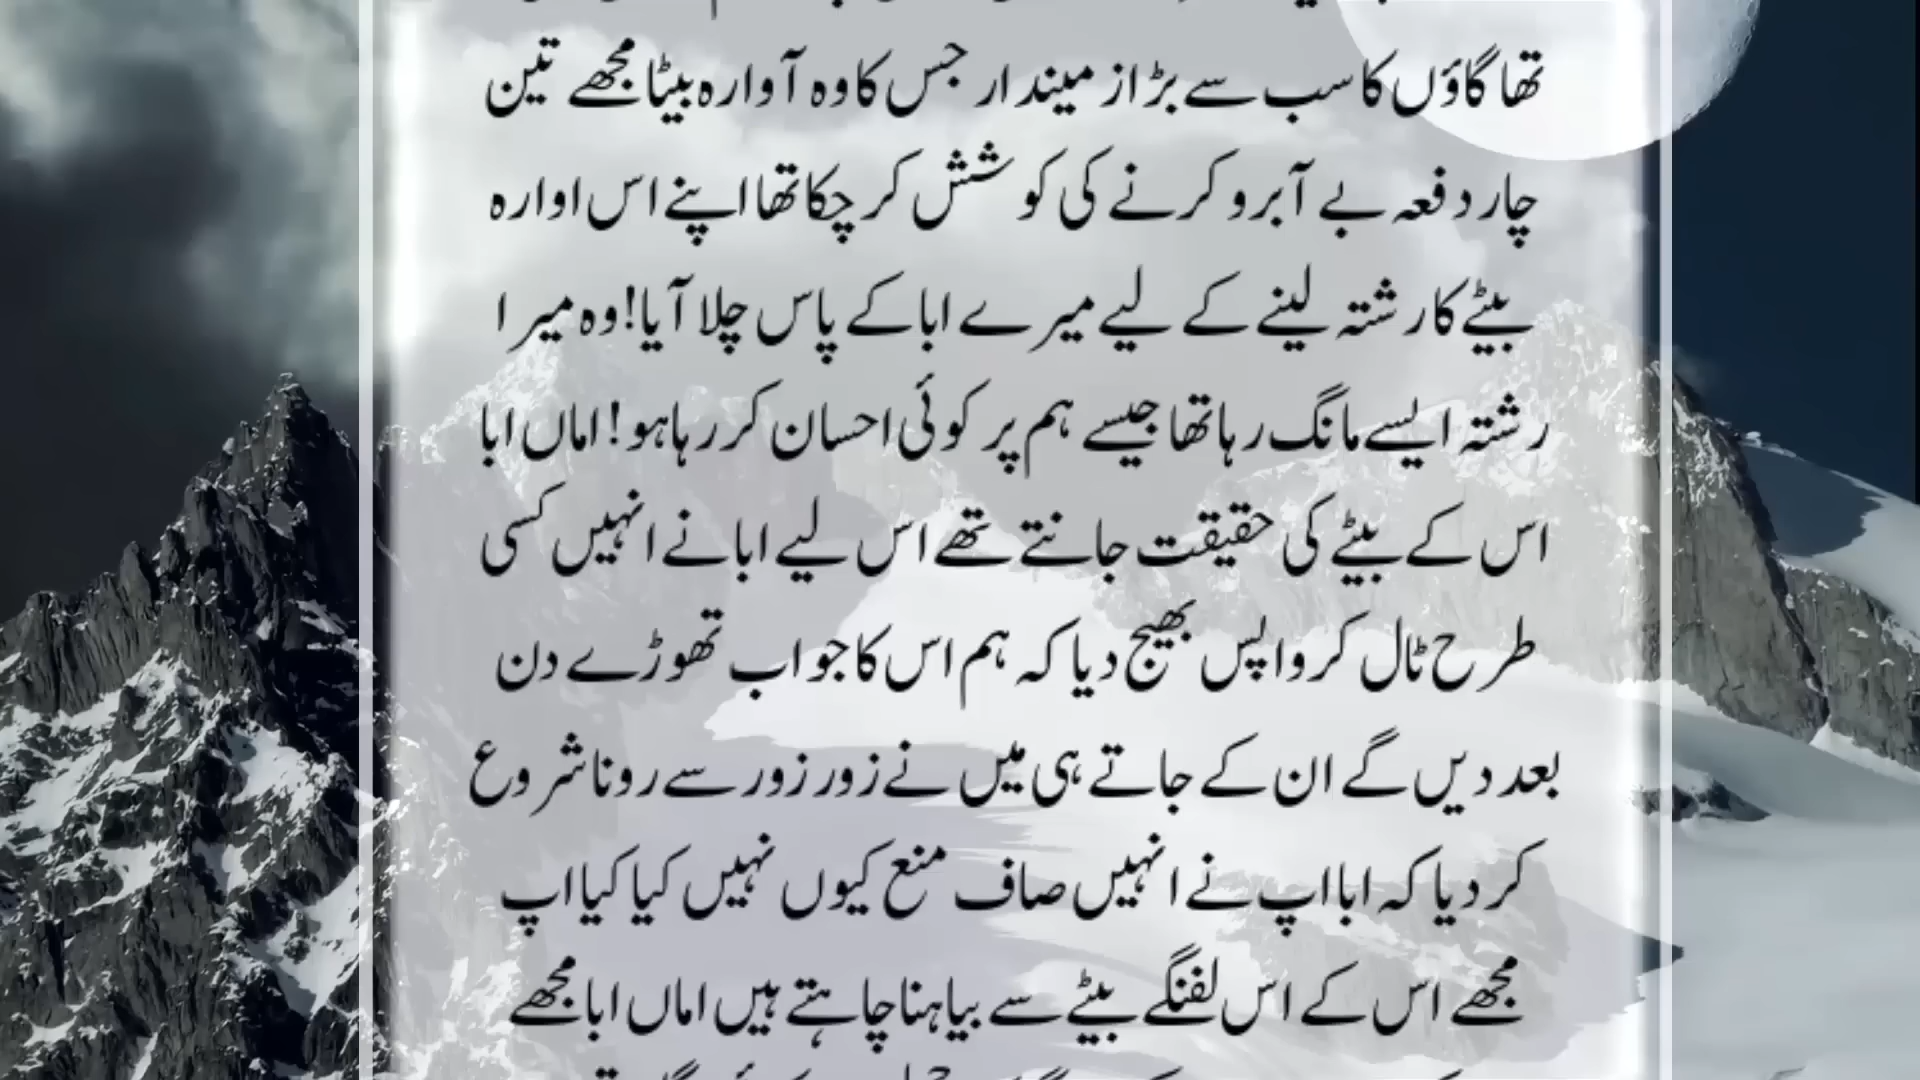 تھا گاؤں کا سب سے بڑا زمیندار جس کا وہ آوارہ بیٹا مجھے تین
چار دفعہ بے آبرو کرنے کی کوشش کر چکا تھا اپنے اس اوارہ
بیٹے کا رشتہ لینے کے لیے میرے ابا کے پاس چلا آیا! وہ میرا
رشتہ ایسے مانگ رہا تھا جیسے ہم پر کوئی احسان کر رہا ہو! اماں ابا
اس کے بیٹے کی حقیقت جانتے تھے اس لیے ابا نے انہیں کسی
طرح ٹال کر واپس بھیج دیا کہ ہم اس کا جواب تھوڑے دن
بعد دیں گے ان کے جاتے ہی میں نے زور زور سے رونا شروع
کر دیا کہ ابا اپ نے انہیں صاف منع کیوں نہیں کیا کیا اپ
مجھے اس کے اس لفنگے بیٹے سے بیاہنا چاہتے ہیں اماں ابا مجھے